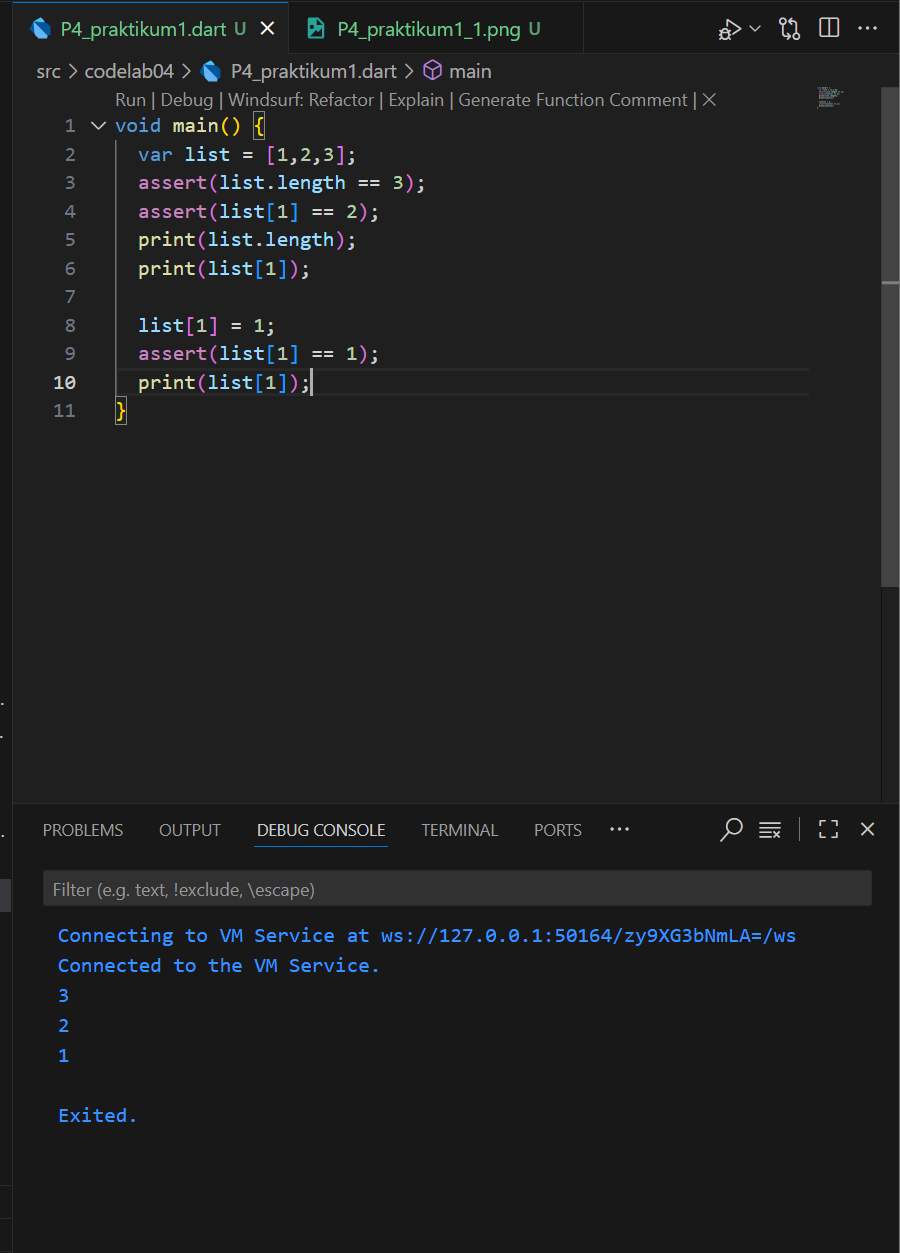 P4_praktikum1.dart U
P4_praktikum1_1.png U
src > codelab04 > P4_praktikum1.dart > main
Run | Debug | Windsurf: Refactor | Explain | Generate Function Comment | ×
1 void main() {
2 var list = [1,2,3];
3 assert(list.length == 3);
4 assert(list[1] == 2);
5 print(list.length);
6 print(list[1]);
7
8 list[1] = 1;
9 assert(list[1] == 1);
10 print(list[1]);
11 }
PROBLEMS OUTPUT DEBUG CONSOLE TERMINAL PORTS ···
Filter (e.g. text, !exclude, \escape)
Connecting to VM Service at ws://127.0.0.1:50164/zy9XG3bNmLA=/ws
Connected to the VM Service.
3
2
1
Exited.